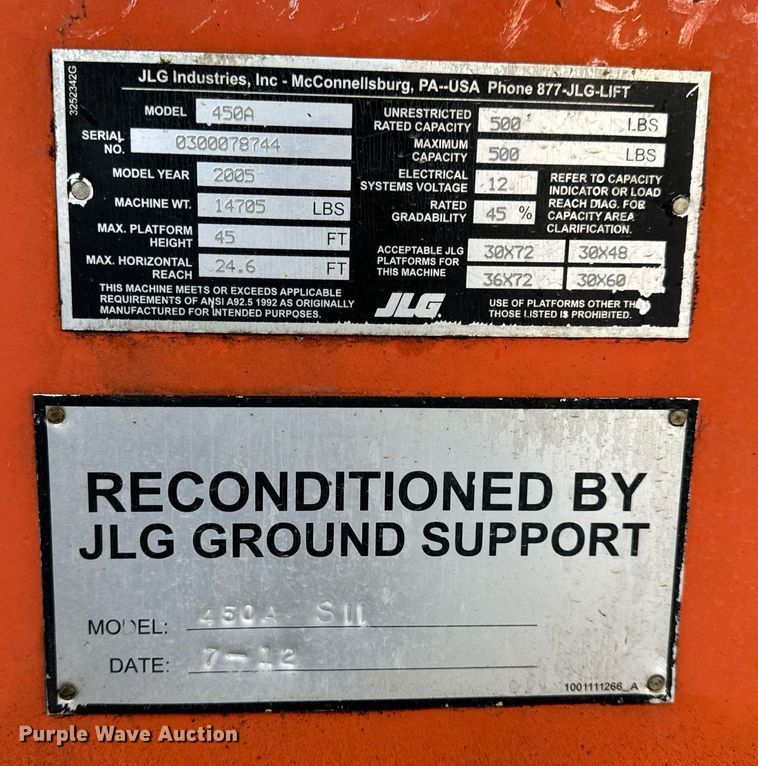 3252342G
JLG Industries, Inc - McConnellsburg, PA--USA Phone 877-JLG-LIFT
MODEL 450A
SERIAL NO. 0300078744
MODEL YEAR 2005
MACHINE WT. 14705 LBS
MAX. PLATFORM HEIGHT 45 FT
MAX. HORIZONTAL REACH 24.6 FT
THIS MACHINE MEETS OR EXCEEDS APPLICABLE
REQUIREMENTS OF ANSI A92.5 1992 AS ORIGINALLY
MANUFACTURED FOR INTENDED PURPOSES.
UNRESTRICTED RATED CAPACITY 500 LBS
MAXIMUM CAPACITY 500 LBS
ELECTRICAL SYSTEMS VOLTAGE 12
RATED GRADABILITY 45 %
REFER TO CAPACITY
INDICATOR OR LOAD
REACH DIAG. FOR
CAPACITY AREA
CLARIFICATION.
ACCEPTABLE JLG
PLATFORMS FOR
THIS MACHINE
30X72 30X48
36X72 30X60
JLG
USE OF PLATFORMS OTHER TH
THOSE LISTED IS PROHIBITED.
RECONDITIONED BY
JLG GROUND SUPPORT
MODEL: 450A SII
DATE: 7-12
1001111266_A
Purple Wave Auction